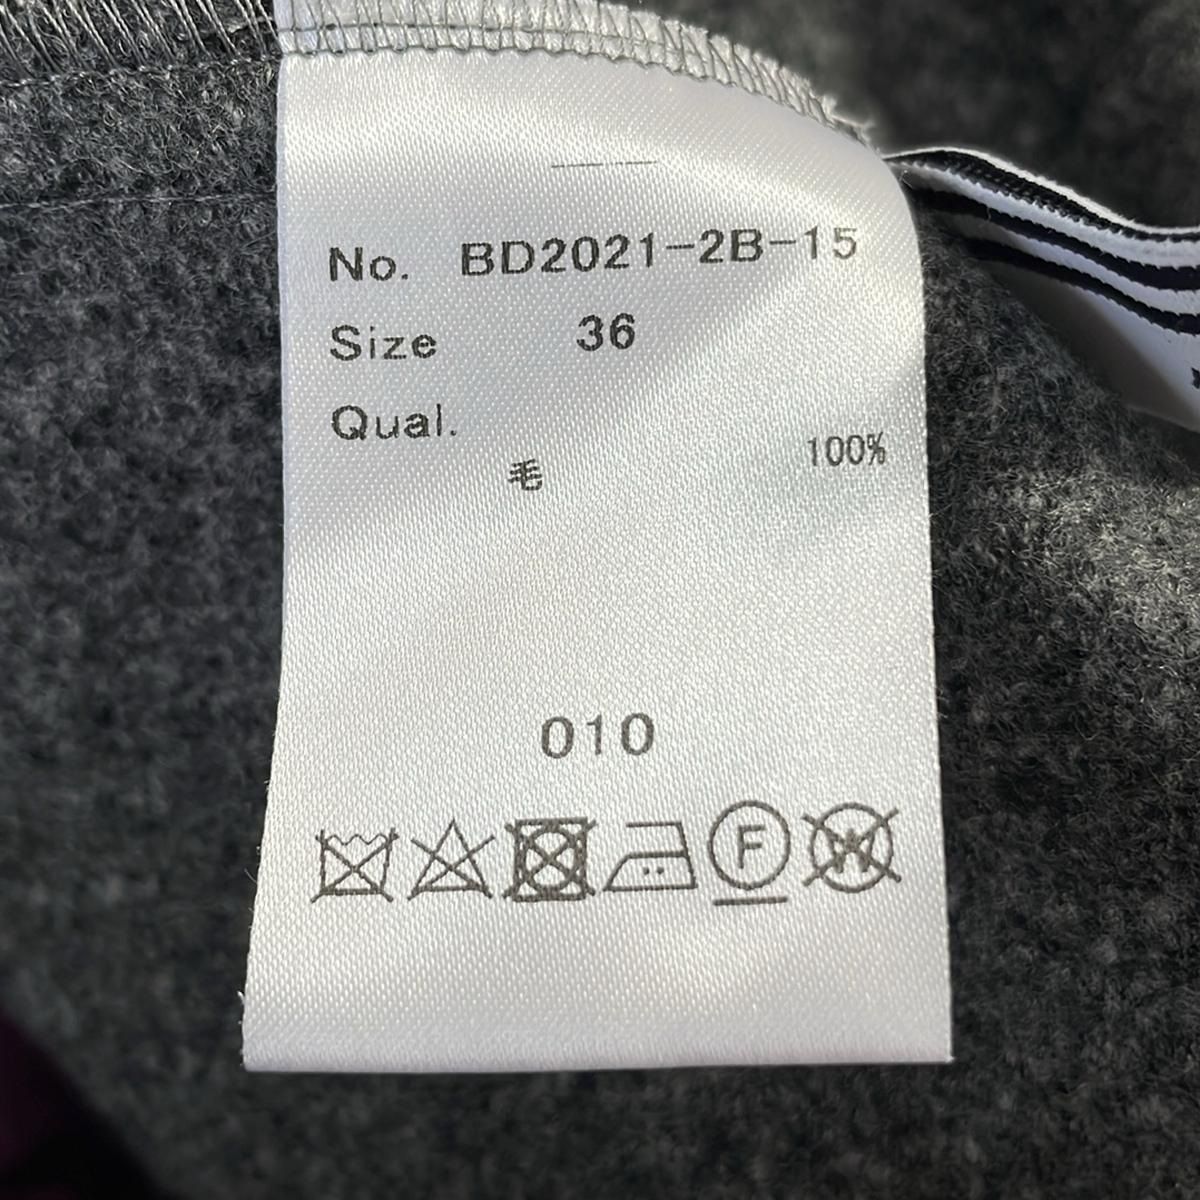 No. BD2021-2B-15
Size 36
Qual.
毛 100%
010
F
W